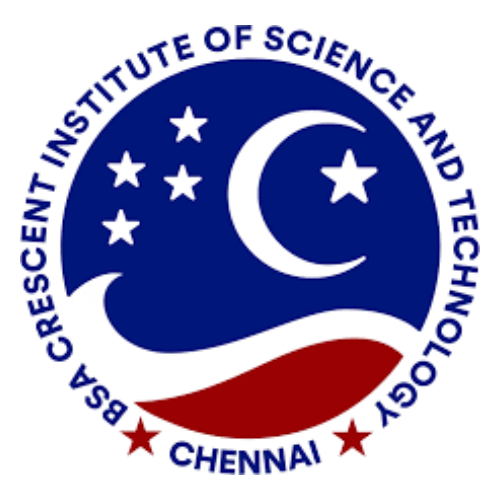 BSA CRESCENT INSTITUTE OF SCIENCE AND TECHNOLOGY
CHENNAI